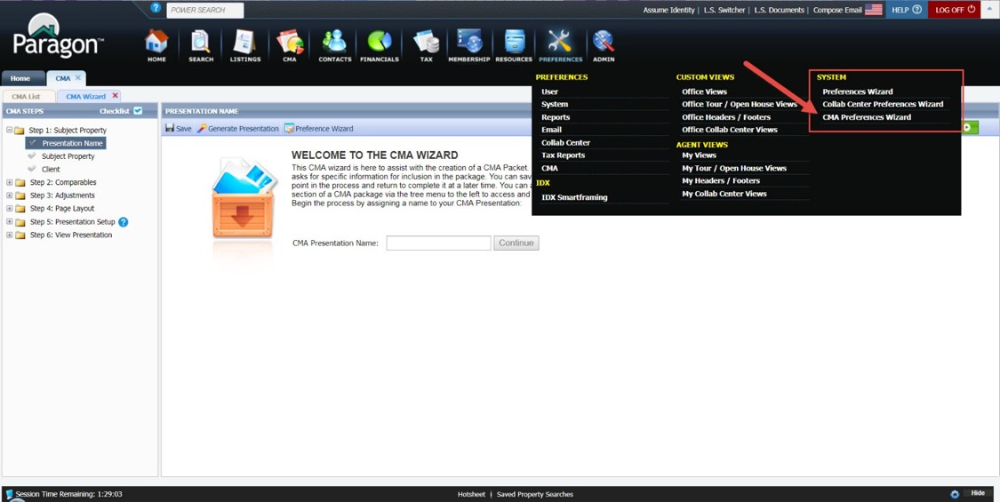 POWER SEARCH
Assume Identity | L.S. Switcher | L.S. Documents | Compose Email
HELP
LOG OFF
Paragon™
HOME
SEARCH
LISTINGS
CMA
CONTACTS
FINANCIALS
TAX
MEMBERSHIP
RESOURCES
PREFERENCES
ADMIN
Home
CMA
CMA List
CMA Wizard
PREFERENCES
User
System
Reports
Email
Collab Center
Tax Reports
CMA
IDX
IDX Smartframing
CUSTOM VIEWS
Office Views
Office Tour / Open House Views
Office Headers / Footers
Office Collab Center Views
AGENT VIEWS
My Views
My Tour / Open House Views
My Headers / Footers
My Collab Center Views
SYSTEM
Preferences Wizard
Collab Center Preferences Wizard
CMA Preferences Wizard
CMA STEPS
Checklist
Step 1: Subject Property
Presentation Name
Subject Property
Client
Step 2: Comparables
Step 3: Adjustments
Step 4: Page Layout
Step 5: Presentation Setup
Step 6: View Presentation
PRESENTATION NAME
Save
Generate Presentation
Preference Wizard
WELCOME TO THE CMA WIZARD
This CMA wizard is here to assist with the creation of a CMA Packet.
asks for specific information for inclusion in the package. You can sav
point in the process and return to complete it at a later time. You can a
section of a CMA package via the tree menu to the left to access and
Begin the process by assigning a name to your CMA Presentation:
CMA Presentation Name:
Continue
Session Time Remaining: 1:29:03
Hotsheet | Saved Property Searches
Hide